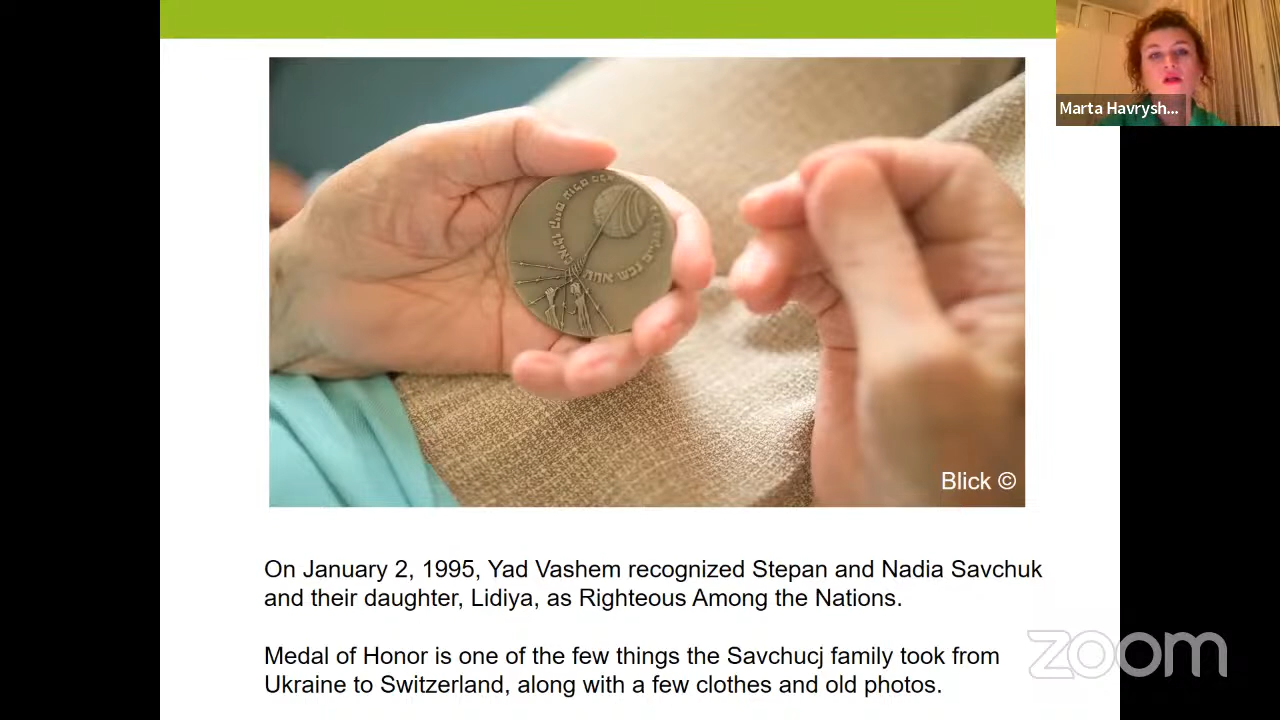 Marta Havrysh...
Blick ©
On January 2, 1995, Yad Vashem recognized Stepan and Nadia Savchuk
and their daughter, Lidiya, as Righteous Among the Nations.
Medal of Honor is one of the few things the Savchucj family took from
Ukraine to Switzerland, along with a few clothes and old photos.
zoom